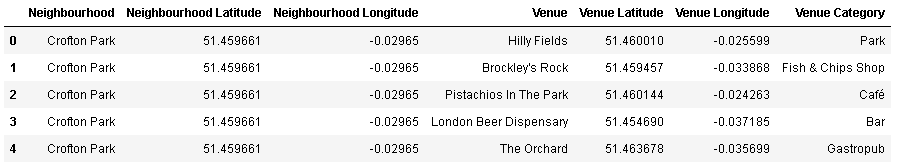 Neighbourhood Neighbourhood Latitude Neighbourhood Longitude Venue Venue Latitude Venue Longitude Venue Category
0 Crofton Park 51.459661 -0.02965 Hilly Fields 51.460010 -0.025599 Park
1 Crofton Park 51.459661 -0.02965 Brockley's Rock 51.459457 -0.033868 Fish & Chips Shop
2 Crofton Park 51.459661 -0.02965 Pistachios In The Park 51.460144 -0.024263 Café
3 Crofton Park 51.459661 -0.02965 London Beer Dispensary 51.454690 -0.037185 Bar
4 Crofton Park 51.459661 -0.02965 The Orchard 51.463678 -0.035699 Gastropub